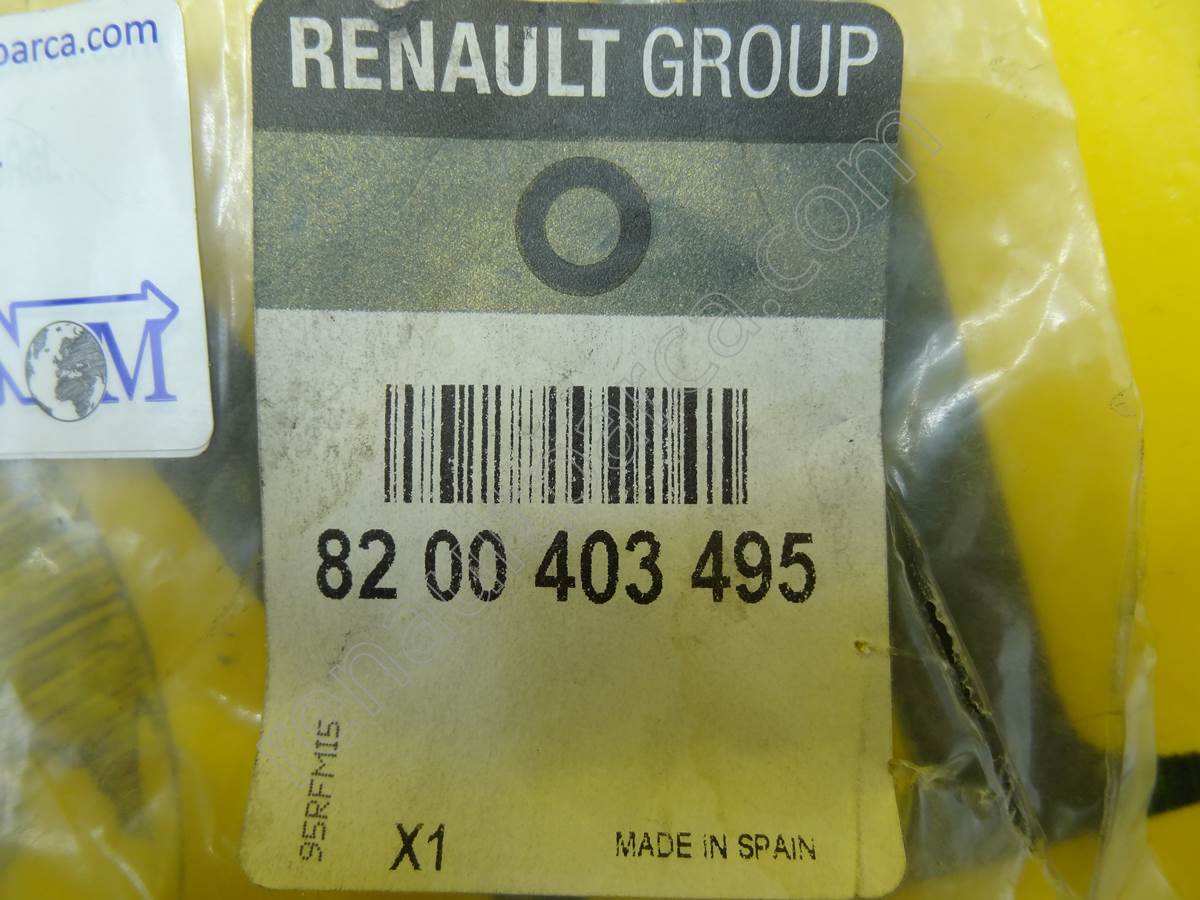 parca.com
RENAULT GROUP
82 00 403 495
95RFMI5
X1
MADE IN SPAIN
M